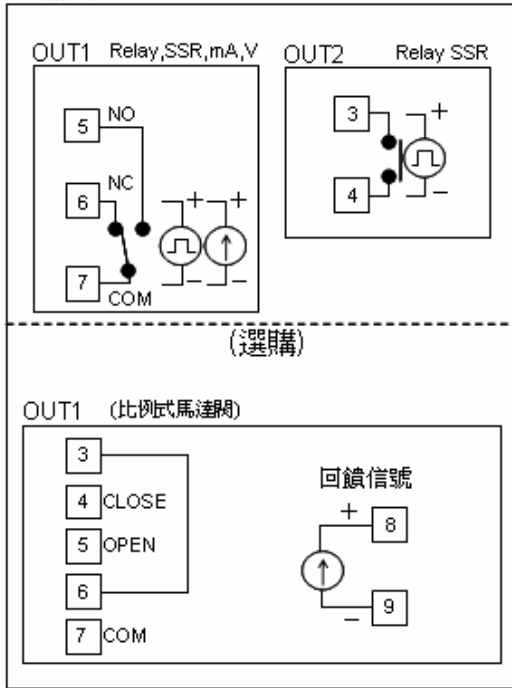 OUT1 Relay,SSR,mA,V
5 NO
6 NC
7 COM
+ +
− −
OUT2 Relay SSR
3
4
+
−
(選購)
OUT1 (比例式馬達閥)
3
4 CLOSE
5 OPEN
6
7 COM
回饋信號
+ 8
− 9